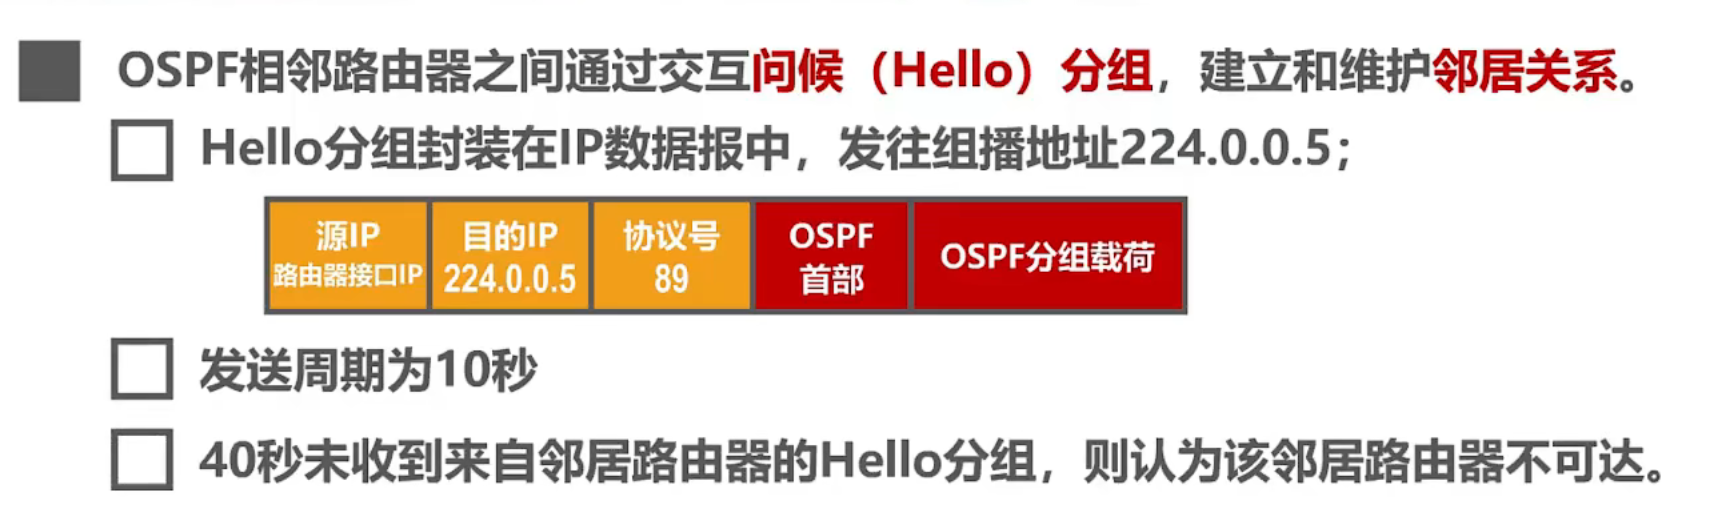 OSPF相邻路由器之间通过交互问候（Hello）分组，建立和维护邻居关系。
Hello分组封装在IP数据报中，发往组播地址224.0.0.5；
源IP
路由器接口IP
目的IP
224.0.0.5
协议号
89
OSPF
首部
OSPF分组载荷
发送周期为10秒
40秒未收到来自邻居路由器的Hello分组，则认为该邻居路由器不可达。